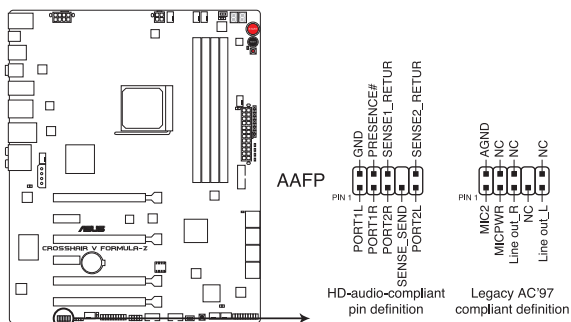 GND
PRESENCE#
SENSE1_RETUR
SENSE2_RETUR
AGND
NC
NC
NC
AAFP
PIN 1
PIN 1
PORT1L
PORT1R
PORT2R
SENSE_SEND
PORT2L
MIC2
MICPWR
Line out_R
NC
Line out_L
/ISUS
CROSSHAIR V FORMULA-Z
HD-audio-compliant
pin definition
Legacy AC'97
compliant definition